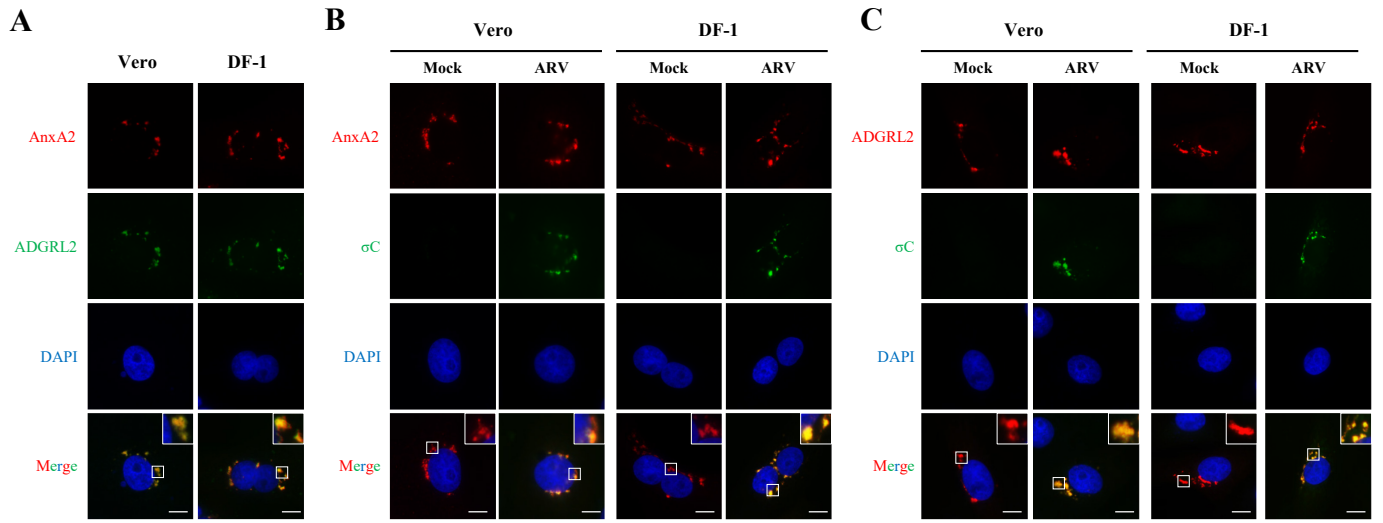 A
B
C
Vero
DF-1
Vero
DF-1
Vero
DF-1
Mock
ARV
Mock
ARV
Mock
ARV
Mock
ARV
AnxA2
AnxA2
ADGRL2
ADGRL2
σC
σC
DAPI
DAPI
DAPI
Merge
Merge
Merge